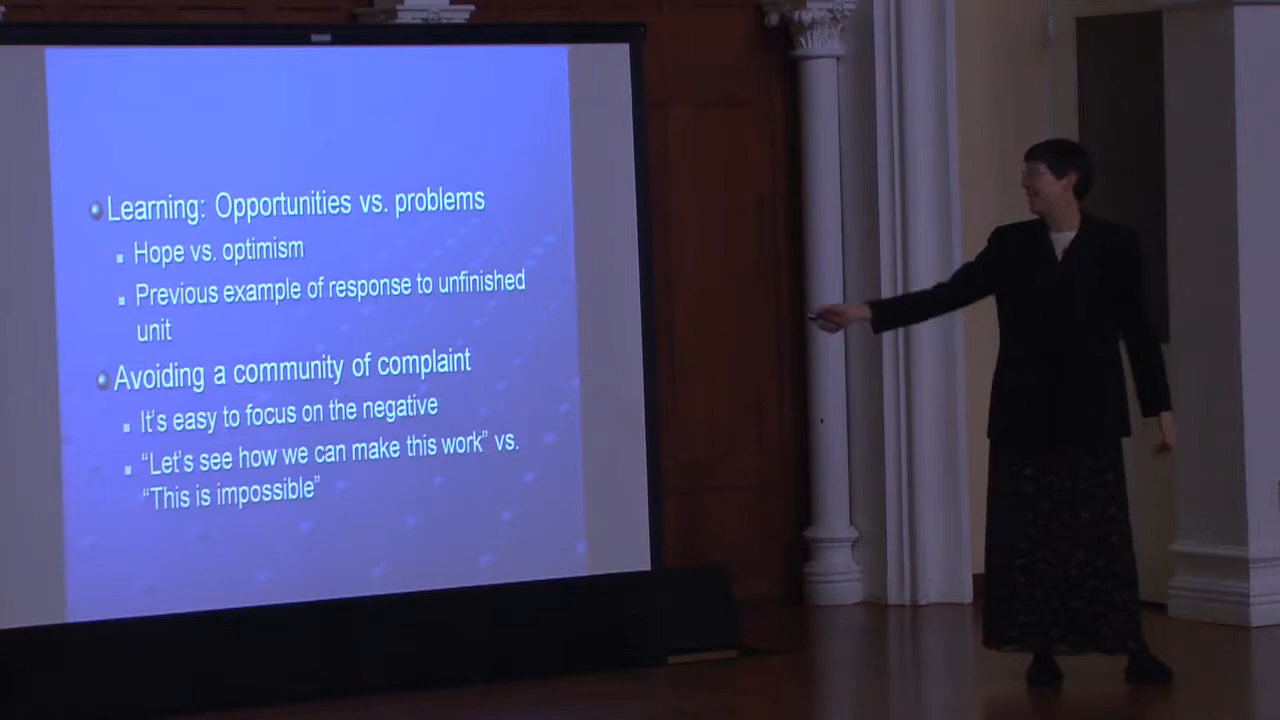 Learning: Opportunities vs. problems
Hope vs. optimism
Previous example of response to unfinished
unit
Avoiding a community of complaint
It's easy to focus on the negative
“Let's see how we can make this work” vs.
“This is impossible”